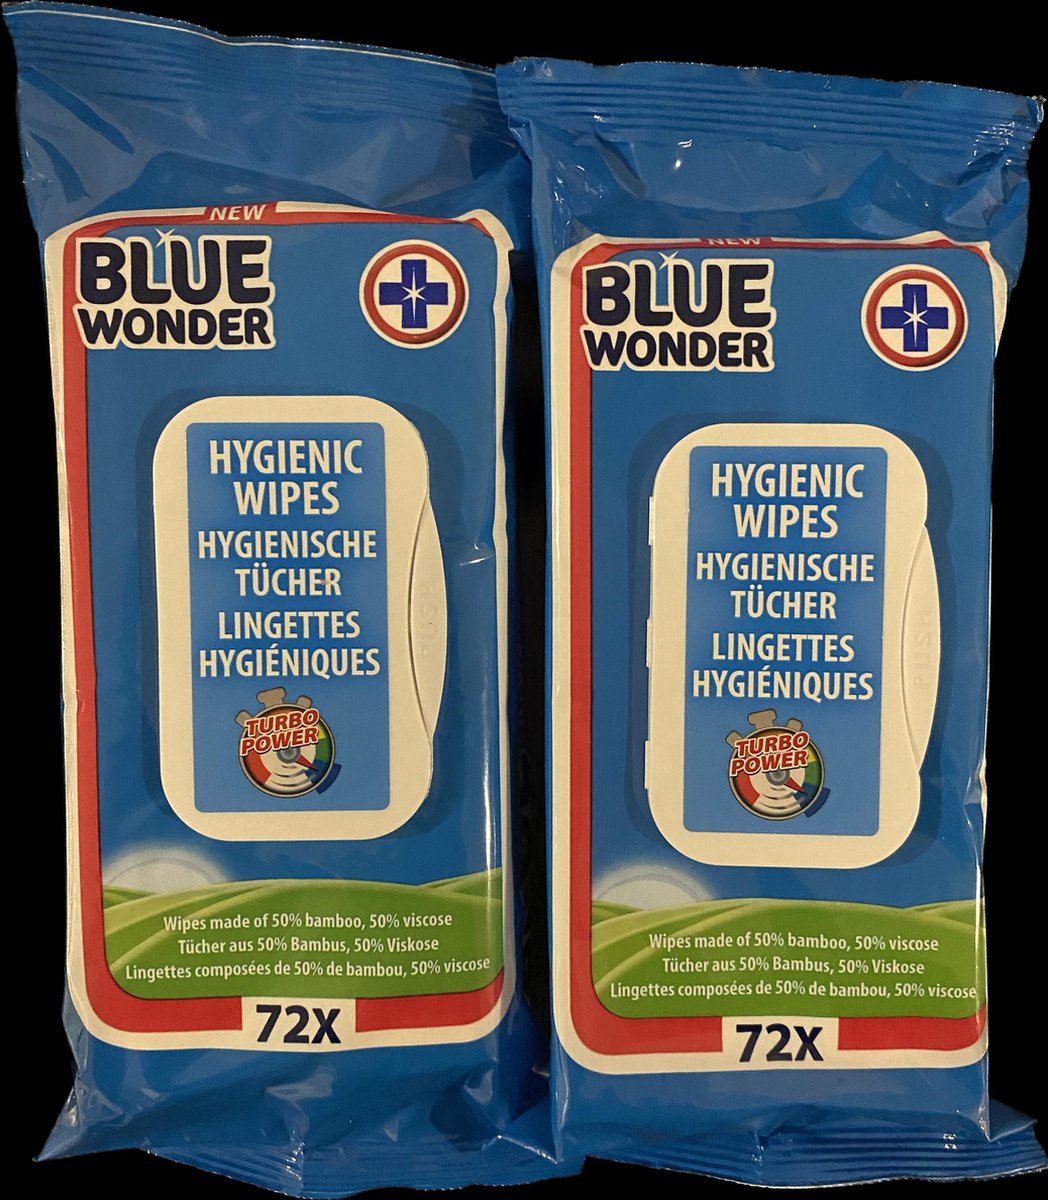 NEW
BLUE
WONDER
HYGIENIC
WIPES
HYGIENISCHE
TÜCHER
LINGETTES
HYGIÉNIQUES
TURBO
POWER
PUSH
Wipes made of 50% bamboo, 50% viscose
Tücher aus 50% Bambus, 50% Viskose
Lingettes composées de 50% de bambou, 50% viscose
72X
NEW
BLUE
WONDER
HYGIENIC
WIPES
HYGIENISCHE
TÜCHER
LINGETTES
HYGIÉNIQUES
TURBO
POWER
PUSH
Wipes made of 50% bamboo, 50% viscose
Tücher aus 50% Bambus, 50% Viskose
Lingettes composées de 50% de bambou, 50% viscose
72X